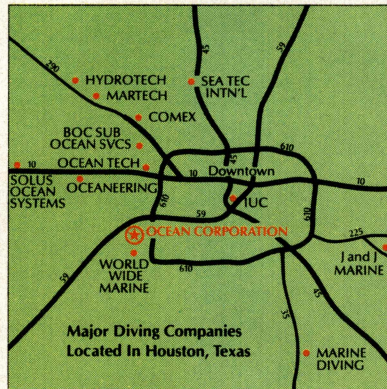 45
59
290
HYDROTECH
SEA TEC
INTN'L
MARTECH
COMEX
BOC SUB
OCEAN SVCS
610
45
Downtown
10
OCEAN TECH
SOLUS
OCEAN
SYSTEMS
OCEANEERING
10
10
610
IUC
59
610
OCEAN CORPORATION
225
J and J
MARINE
WORLD
WIDE
MARINE
610
59
45
35
Major Diving Companies
Located In Houston, Texas
MARINE
DIVING